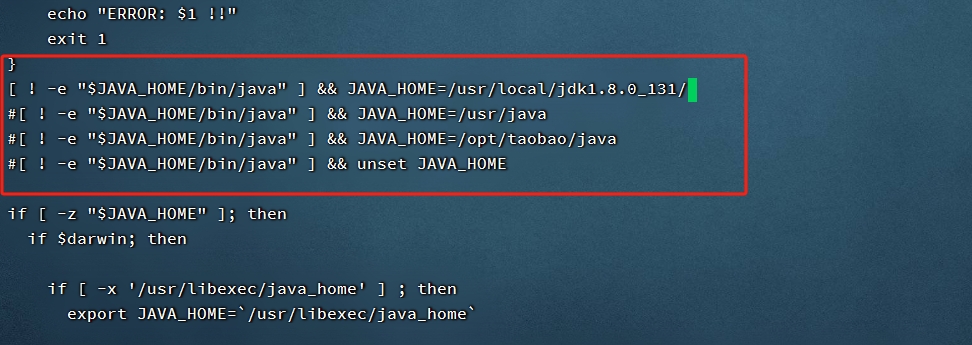 echo "ERROR: $1 !!"
exit 1
}
[ ! -e "$JAVA_HOME/bin/java" ] && JAVA_HOME=/usr/local/jdk1.8.0_131/
#[ ! -e "$JAVA_HOME/bin/java" ] && JAVA_HOME=/usr/java
#[ ! -e "$JAVA_HOME/bin/java" ] && JAVA_HOME=/opt/taobao/java
#[ ! -e "$JAVA_HOME/bin/java" ] && unset JAVA_HOME
if [ -z "$JAVA_HOME" ]; then
if $darwin; then
if [ -x '/usr/libexec/java_home' ] ; then
export JAVA_HOME=`/usr/libexec/java_home`